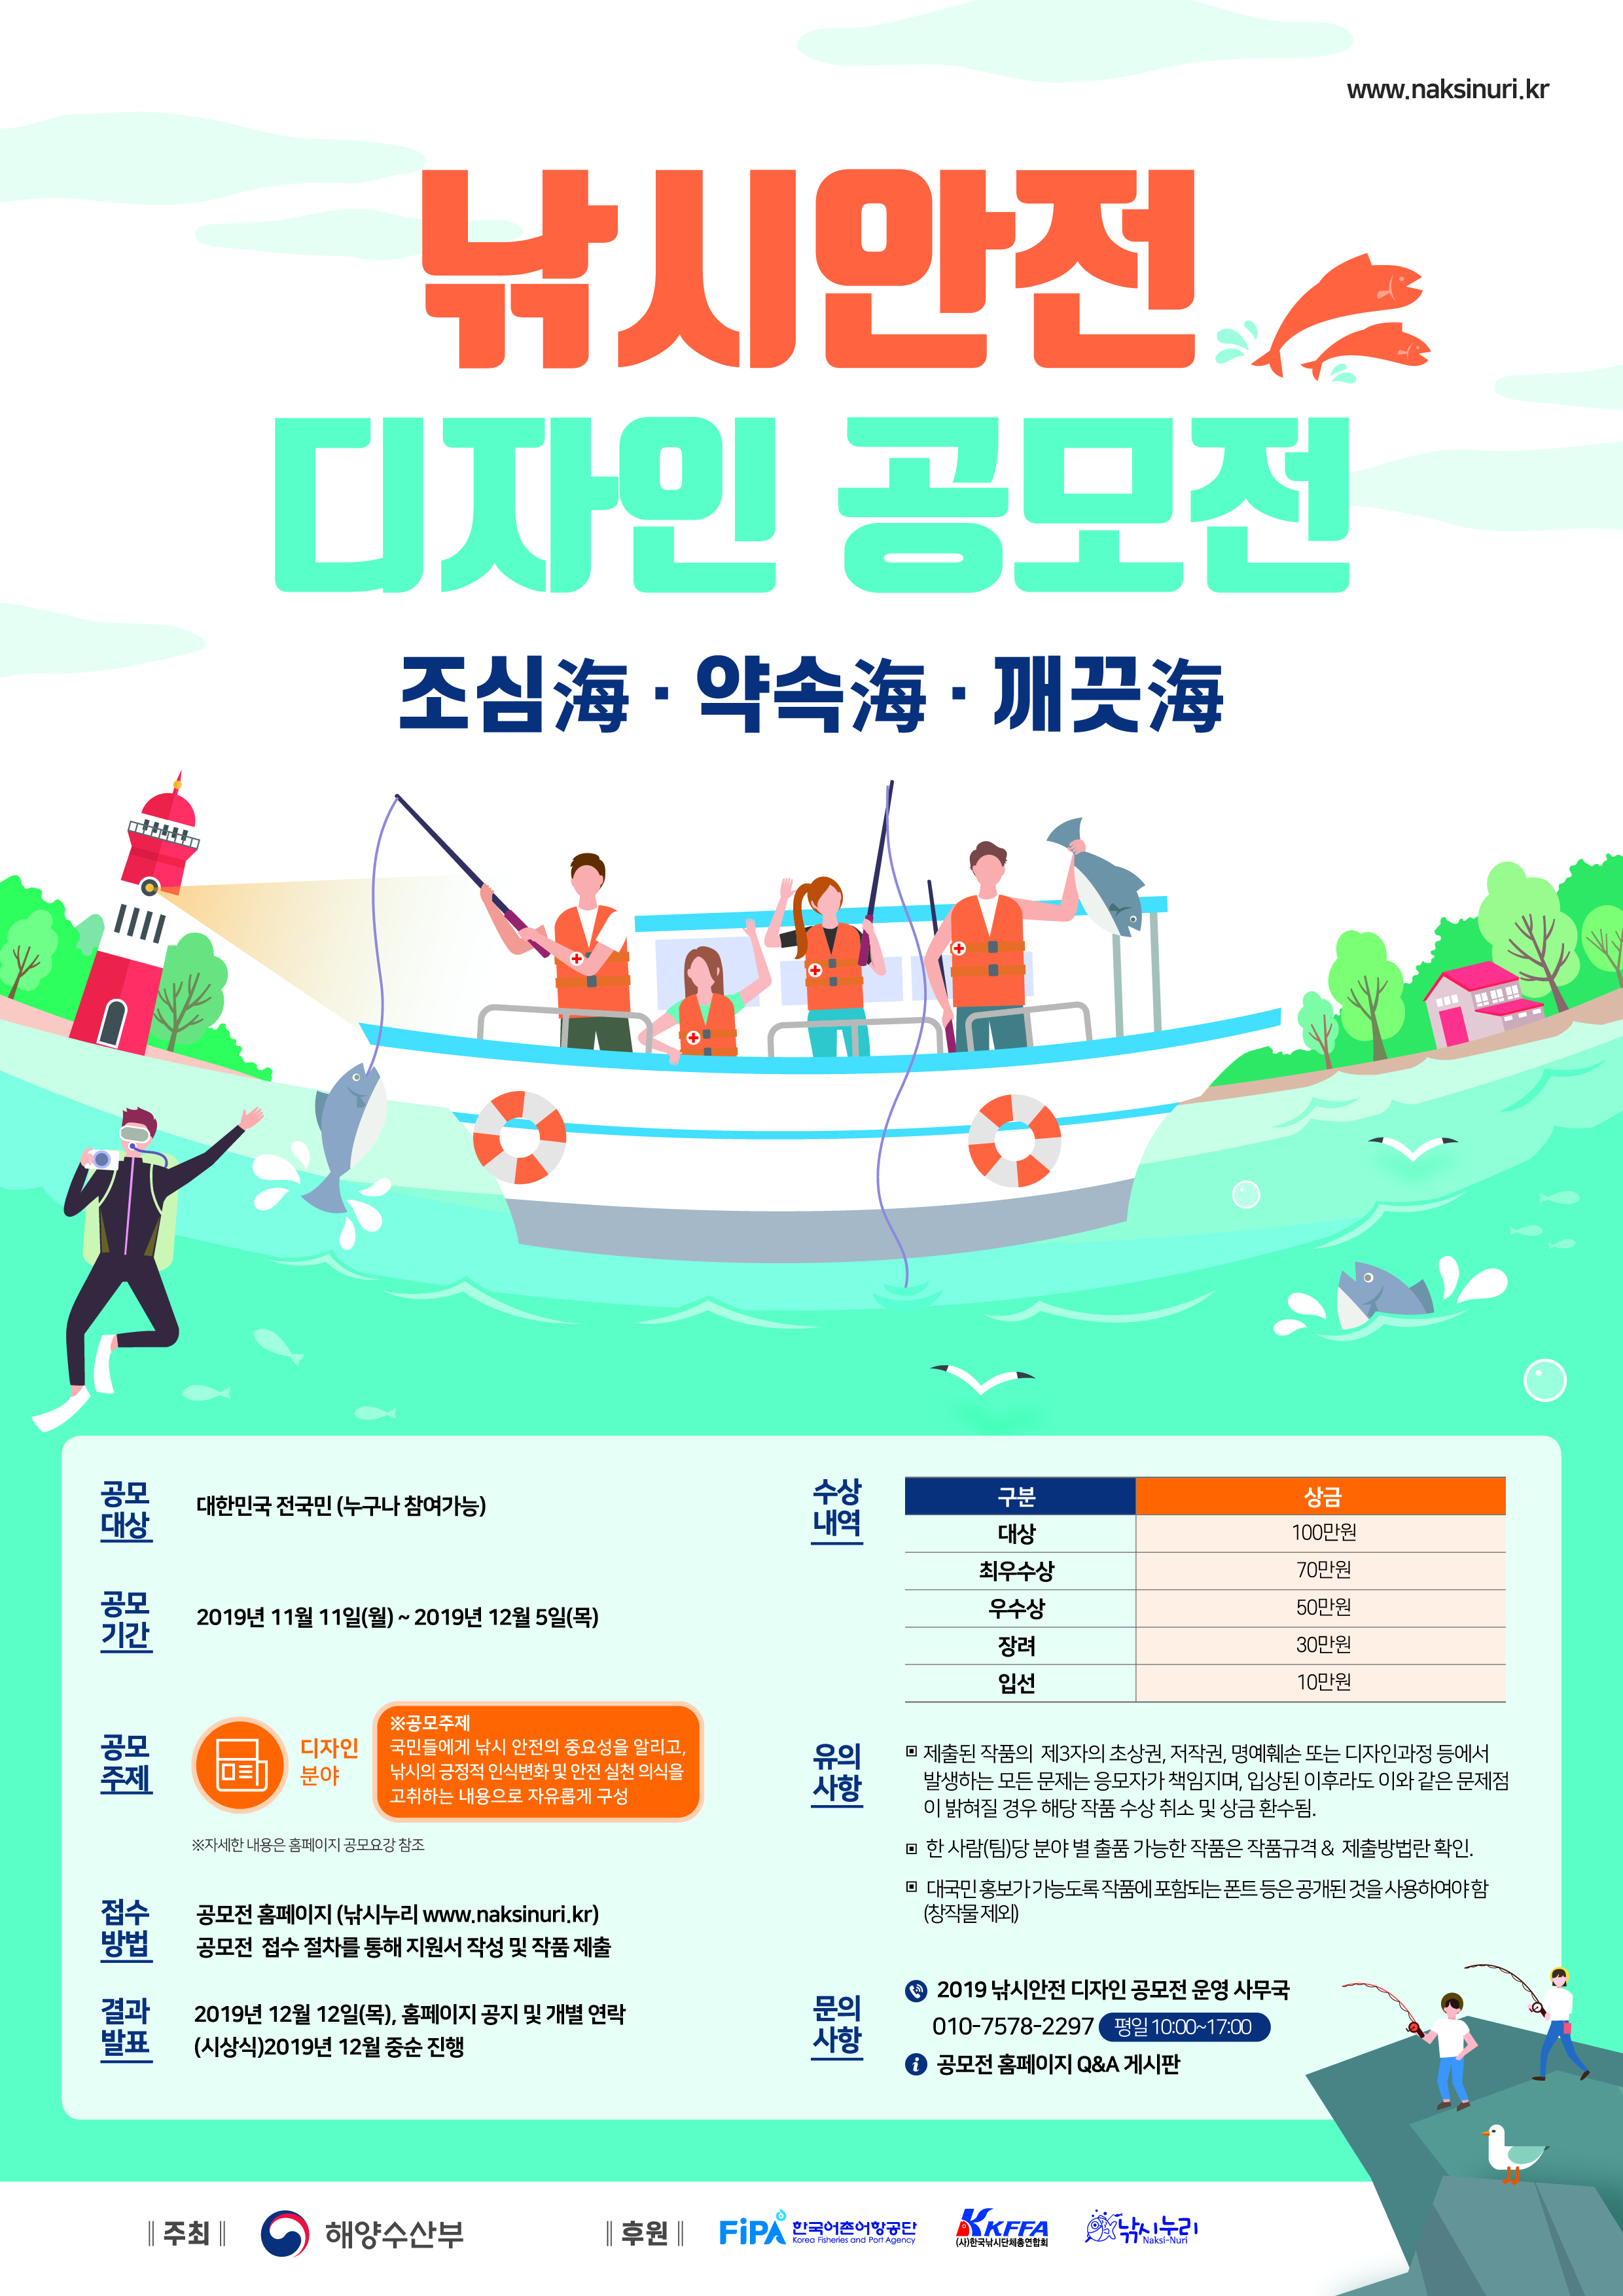 www.naksinuri.kr
낚시안전
디자인 공모전
조심海 · 약속海 · 깨끗海
공모
대상
대한민국 전국민 (누구나 참여가능)
공모
기간
2019년 11월 11일(월) ~ 2019년 12월 5일(목)
공모
주제
디자인
분야
※공모주제
국민들에게 낚시 안전의 중요성을 알리고,
낚시의 긍정적 인식변화 및 안전 실천 의식을
고취하는 내용으로 자유롭게 구성
※자세한 내용은 홈페이지 공모요강 참조
접수
방법
공모전 홈페이지 (낚시누리 www.naksinuri.kr)
공모전 접수 절차를 통해 지원서 작성 및 작품 제출
결과
발표
2019년 12월 12일(목), 홈페이지 공지 및 개별 연락
(시상식)2019년 12월 중순 진행
수상
내역
구분 상금
대상 100만원
최우수상 70만원
우수상 50만원
장려 30만원
입선 10만원
유의
사항
▣ 제출된 작품의 제3자의 초상권, 저작권, 명예훼손 또는 디자인과정 등에서
발생하는 모든 문제는 응모자가 책임지며, 입상된 이후라도 이와 같은 문제점
이 밝혀질 경우 해당 작품 수상 취소 및 상금 환수됨.
▣ 한 사람(팀)당 분야 별 출품 가능한 작품은 작품규격 & 제출방법란 확인.
▣ 대국민 홍보가 가능도록 작품에 포함되는 폰트 등은 공개된 것을 사용하여야 함
(창작물 제외)
문의
사항
2019 낚시안전 디자인 공모전 운영 사무국
010-7578-2297 평일 10:00~17:00
공모전 홈페이지 Q&A 게시판
주최
해양수산부
후원
FiPA 한국어촌어항공단
Korea Fisheries and Port Agency
KKFFA
(사)한국낚시단체총연합회
낚시누리
Naksi-Nuri